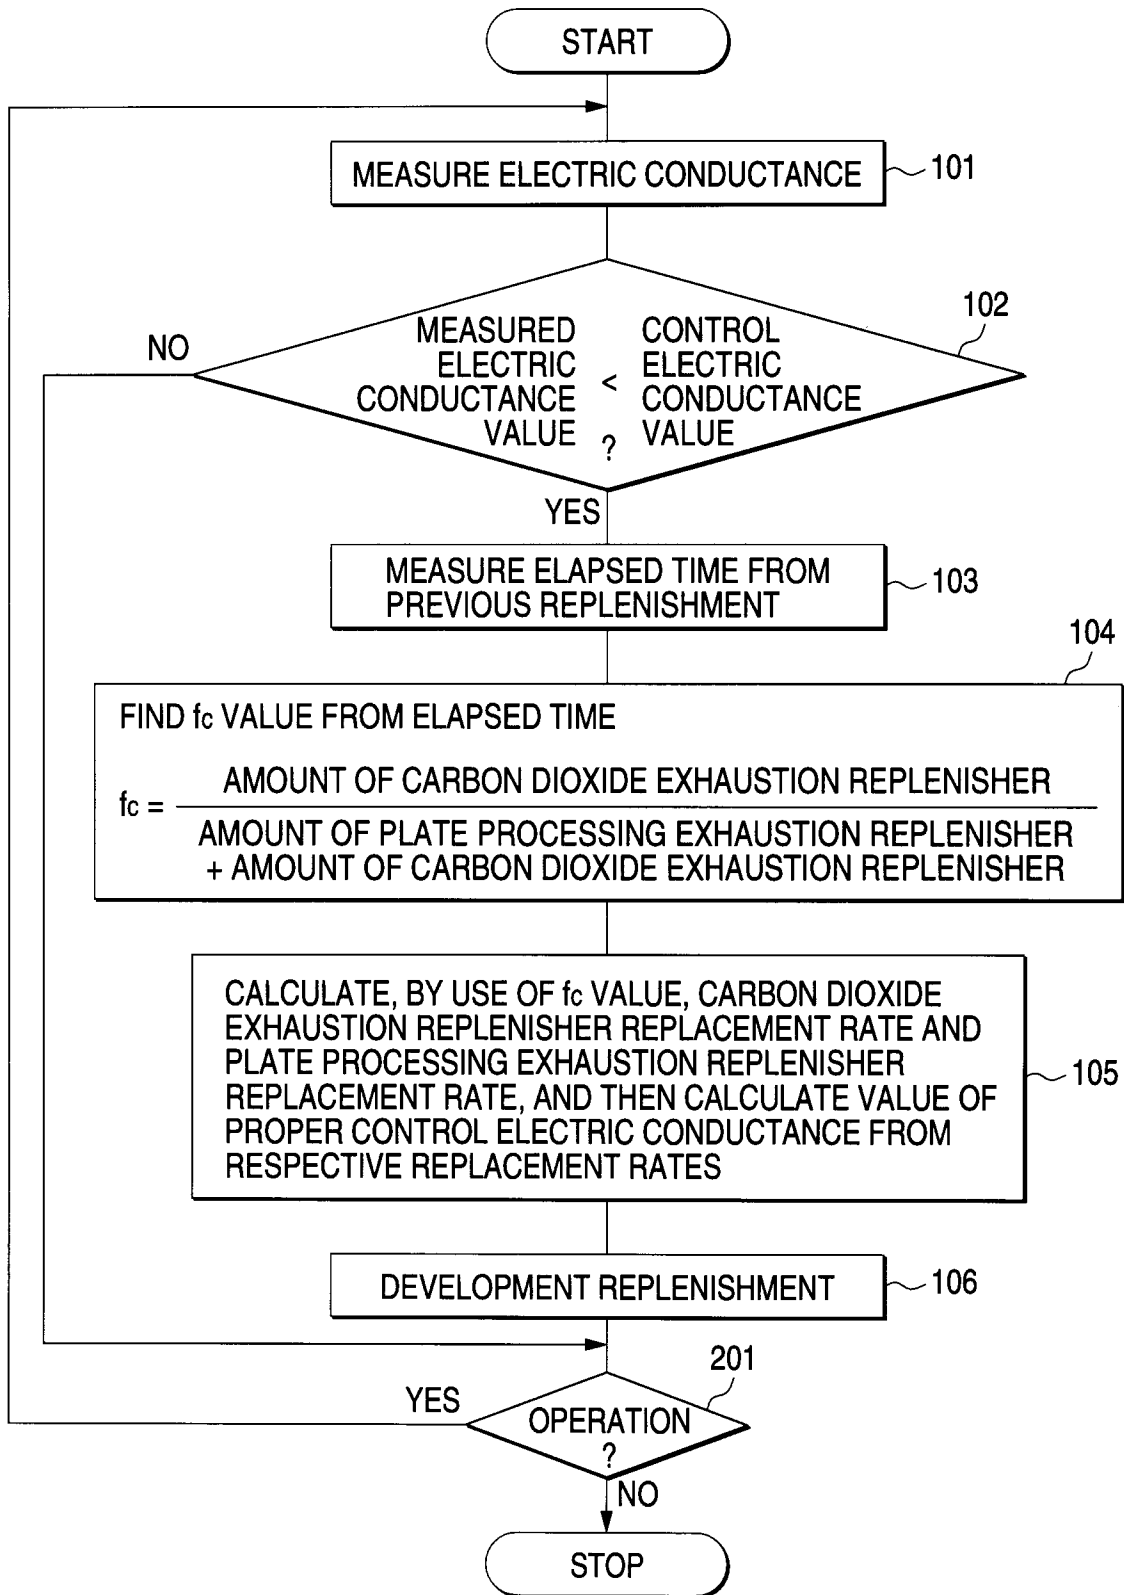 START
MEASURE ELECTRIC CONDUCTANCE
101
102
NO
MEASURED
ELECTRIC
CONDUCTANCE
VALUE
<
?
CONTROL
ELECTRIC
CONDUCTANCE
VALUE
YES
MEASURE ELAPSED TIME FROM
PREVIOUS REPLENISHMENT
103
104
FIND fc VALUE FROM ELAPSED TIME
fc =
AMOUNT OF CARBON DIOXIDE EXHAUSTION REPLENISHER
AMOUNT OF PLATE PROCESSING EXHAUSTION REPLENISHER
+ AMOUNT OF CARBON DIOXIDE EXHAUSTION REPLENISHER
CALCULATE, BY USE OF fc VALUE, CARBON DIOXIDE
EXHAUSTION REPLENISHER REPLACEMENT RATE AND
PLATE PROCESSING EXHAUSTION REPLENISHER
REPLACEMENT RATE, AND THEN CALCULATE VALUE OF
PROPER CONTROL ELECTRIC CONDUCTANCE FROM
RESPECTIVE REPLACEMENT RATES
105
DEVELOPMENT REPLENISHMENT
106
201
YES
OPERATION
?
NO
STOP